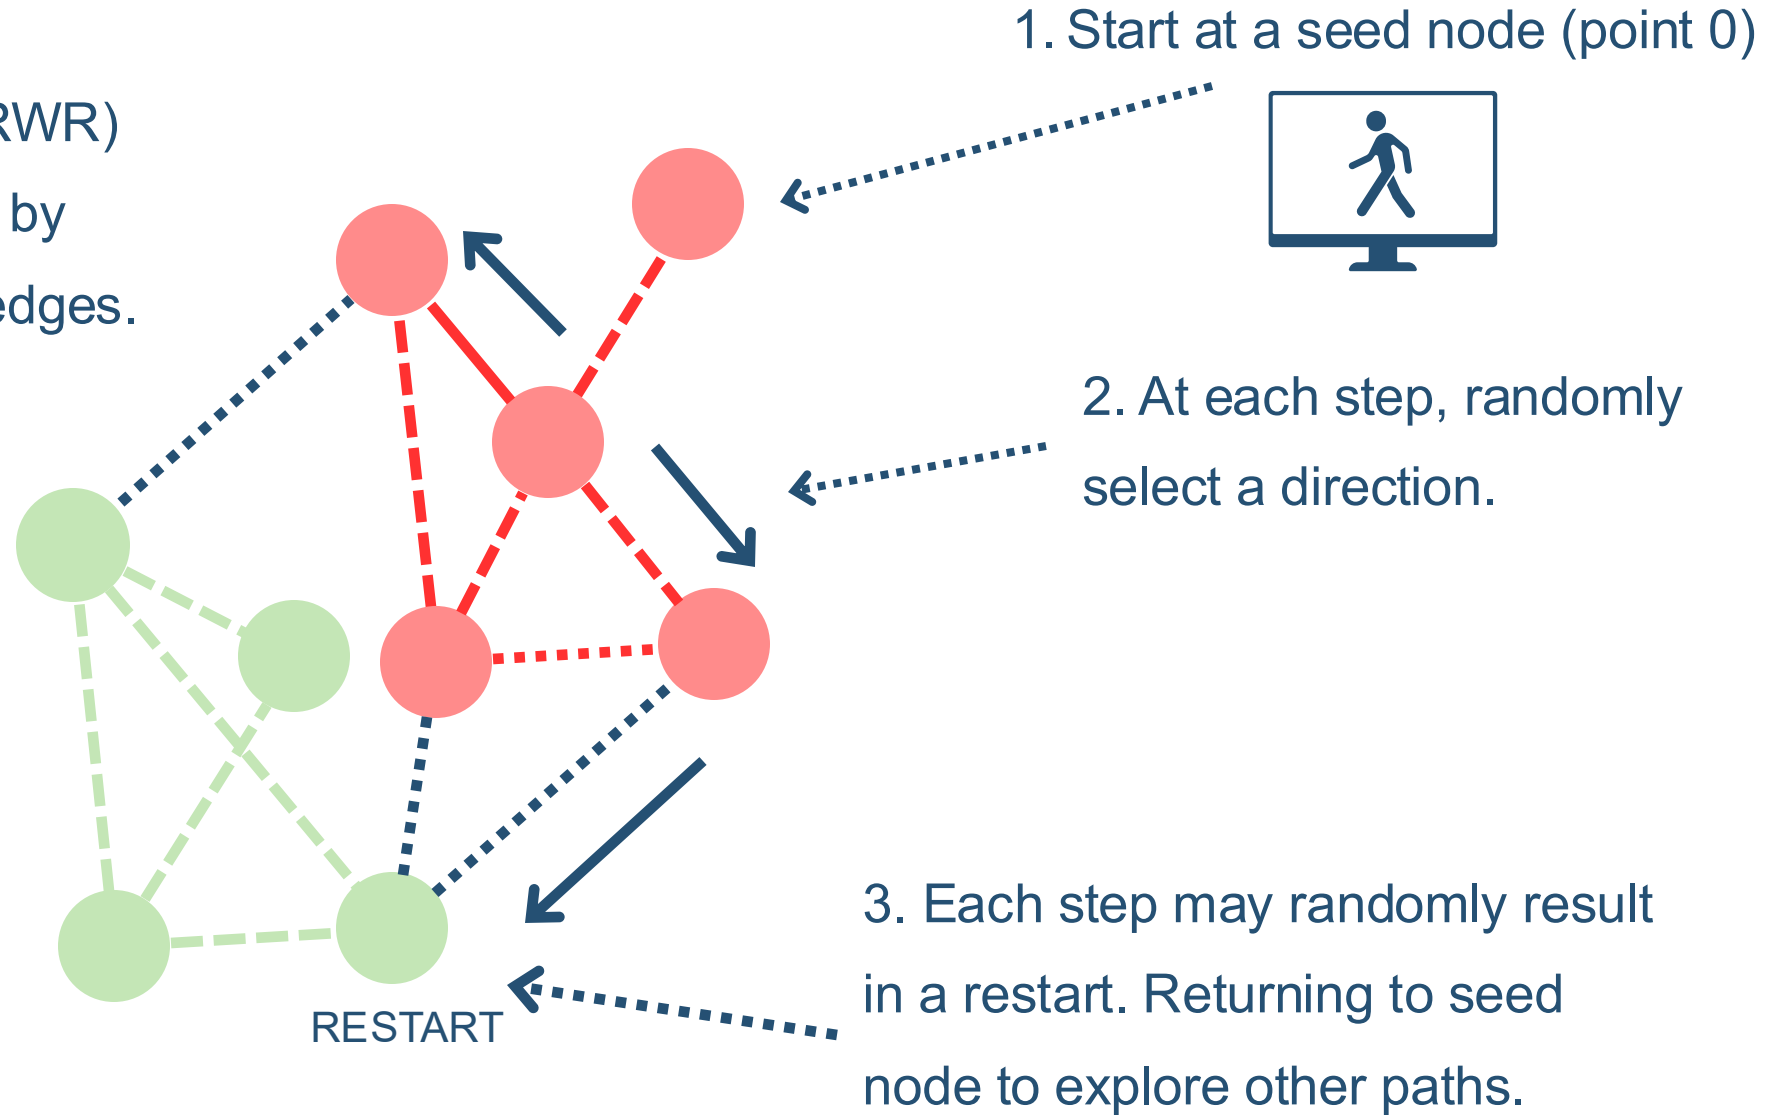 1. Start at a seed node (point 0)
RWR)
by
edges.
2. At each step, randomly
select a direction.
3. Each step may randomly result
in a restart. Returning to seed
node to explore other paths.
RESTART